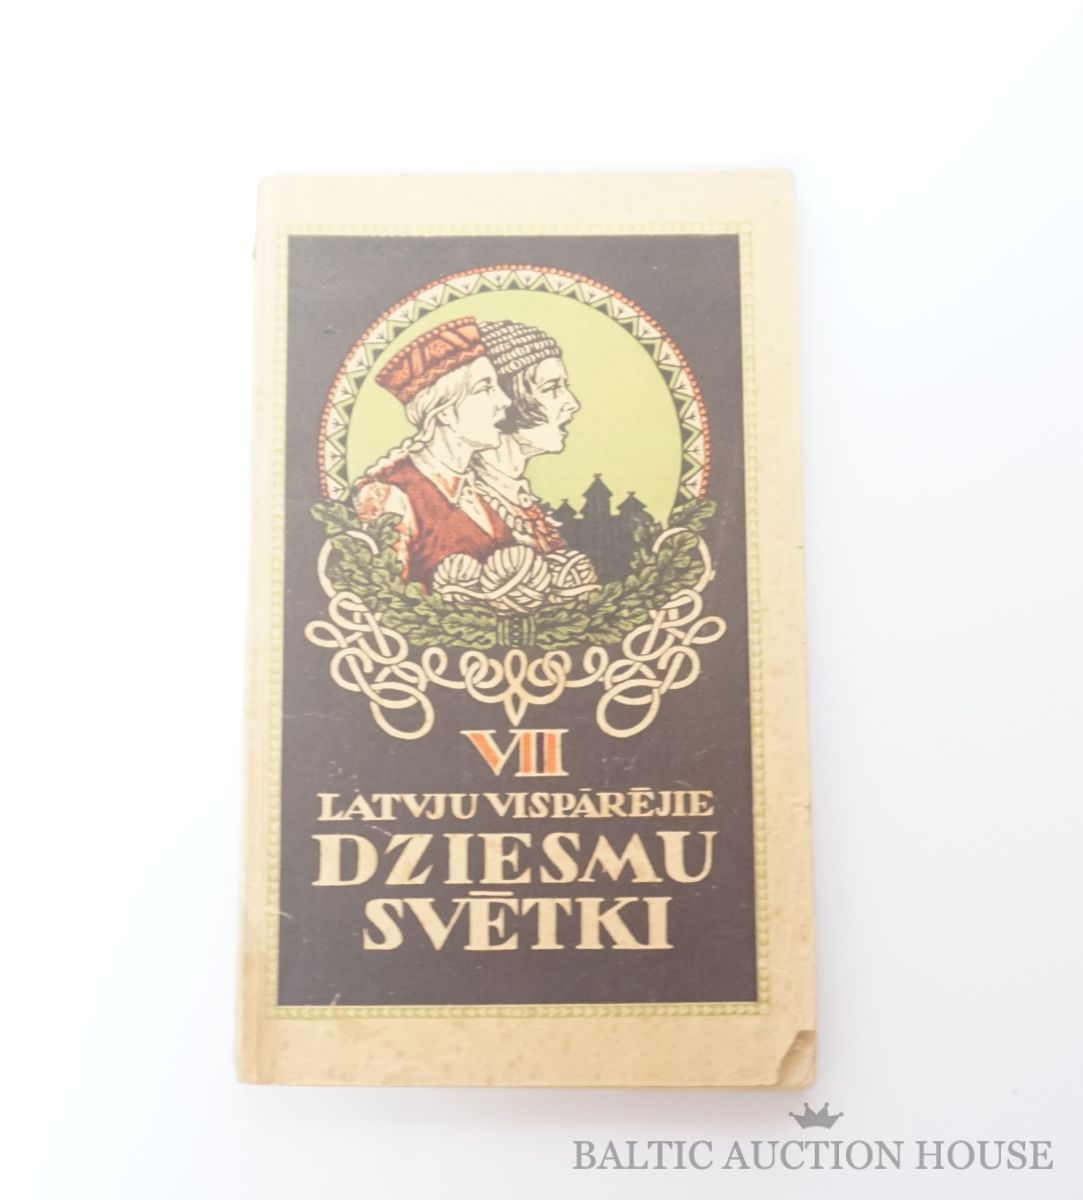 VII
LATVJU VISPĀRĒJIE
DZIESMU
SVĒTKI
BALTIC AUCTION HOUSE